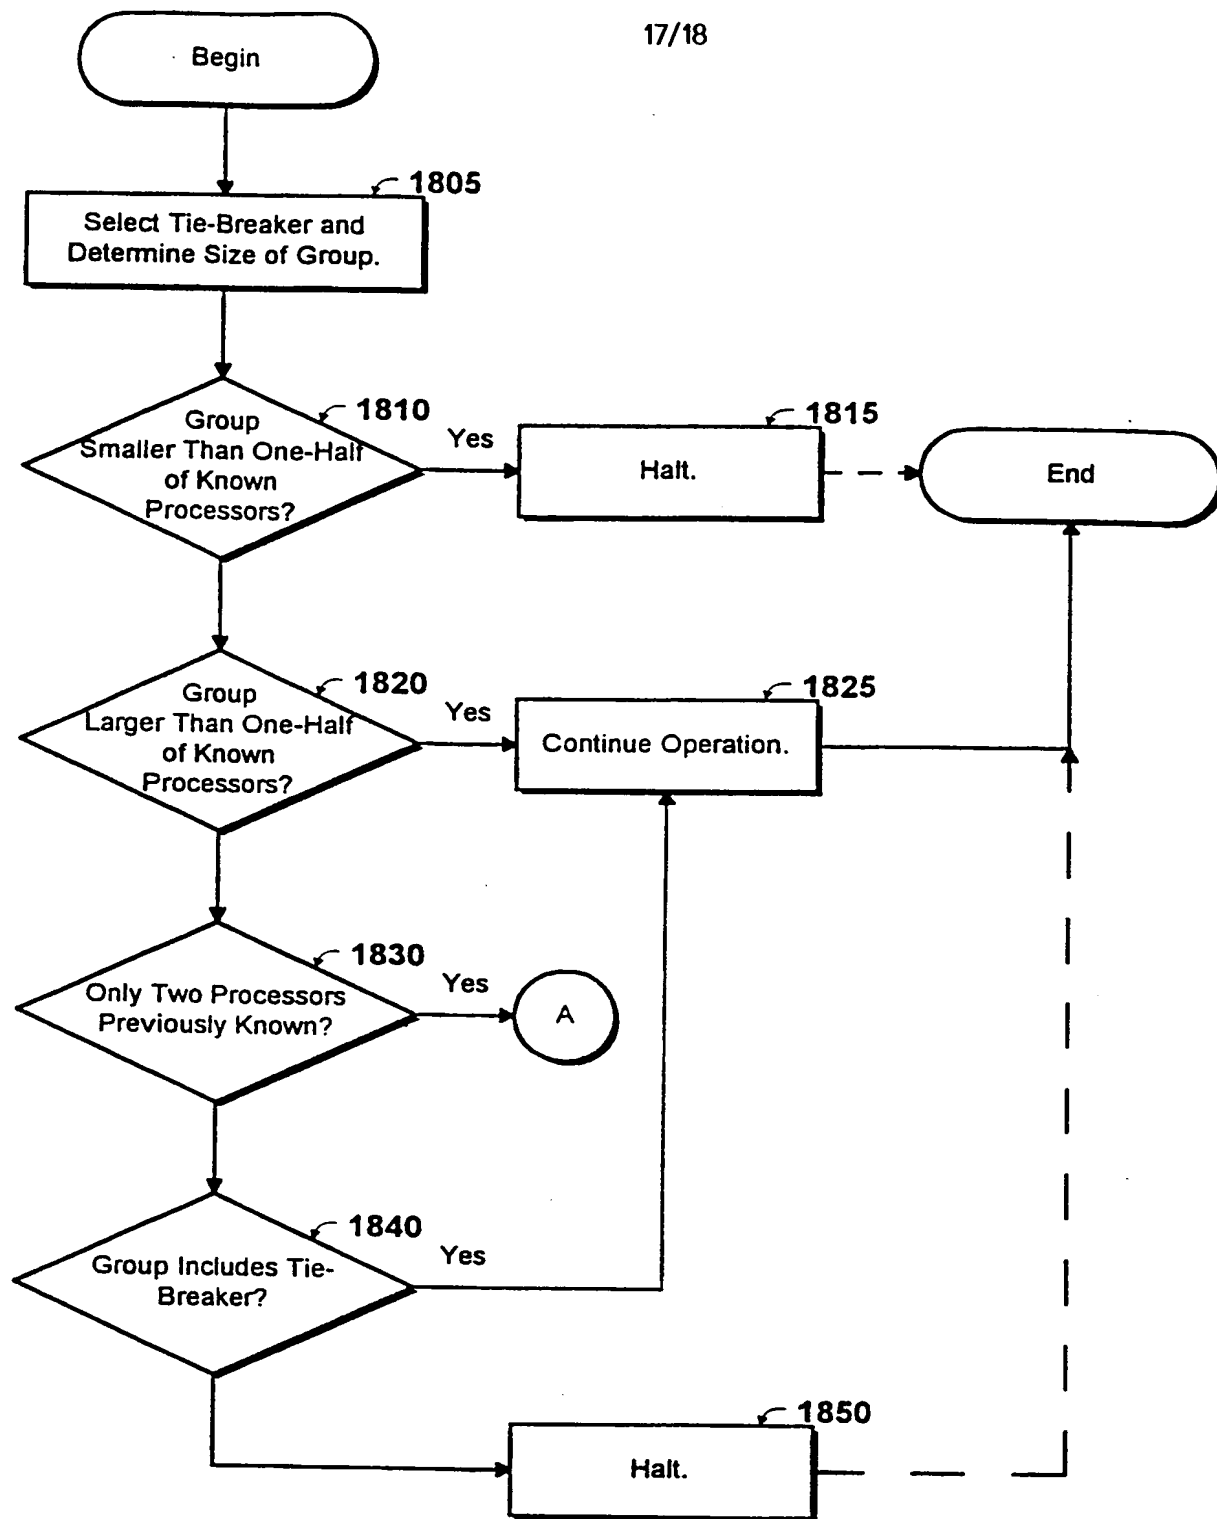 17/18
Begin
1805
Select Tie-Breaker and
Determine Size of Group.
1810
Group
Smaller Than One-Half
of Known
Processors?
Yes
1815
Halt.
End
1820
Group
Larger Than One-Half
of Known
Processors?
Yes
1825
Continue Operation.
1830
Only Two Processors
Previously Known?
Yes
A
1840
Group Includes Tie-
Breaker?
Yes
1850
Halt.